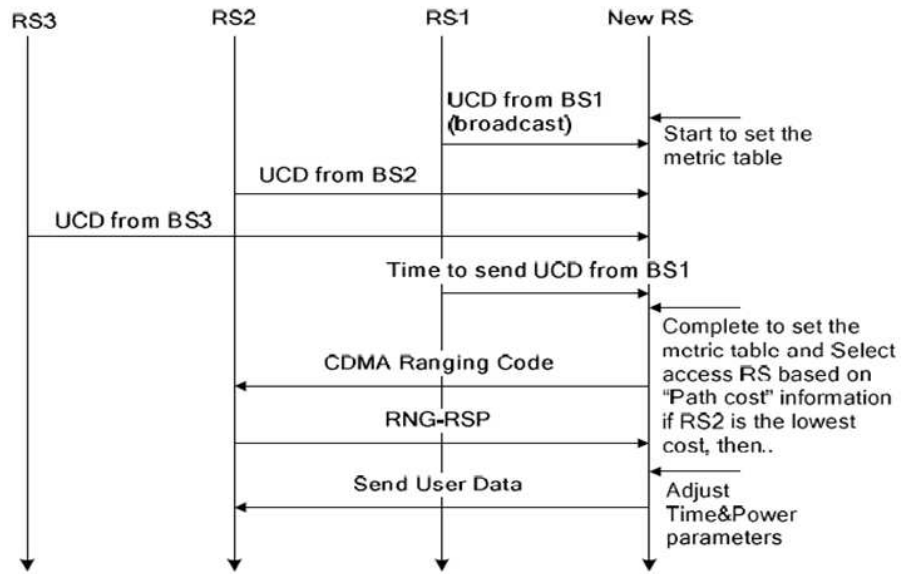 RS3
RS2
RS1
New RS
UCD from BS1
(broadcast)
Start to set the
metric table
UCD from BS2
UCD from BS3
Time to send UCD from BS1
Complete to set the
metric table and Select
access RS based on
“Path cost” information
if RS2 is the lowest
cost, then..
CDMA Ranging Code
RNG-RSP
Send User Data
Adjust
Time&Power
parameters